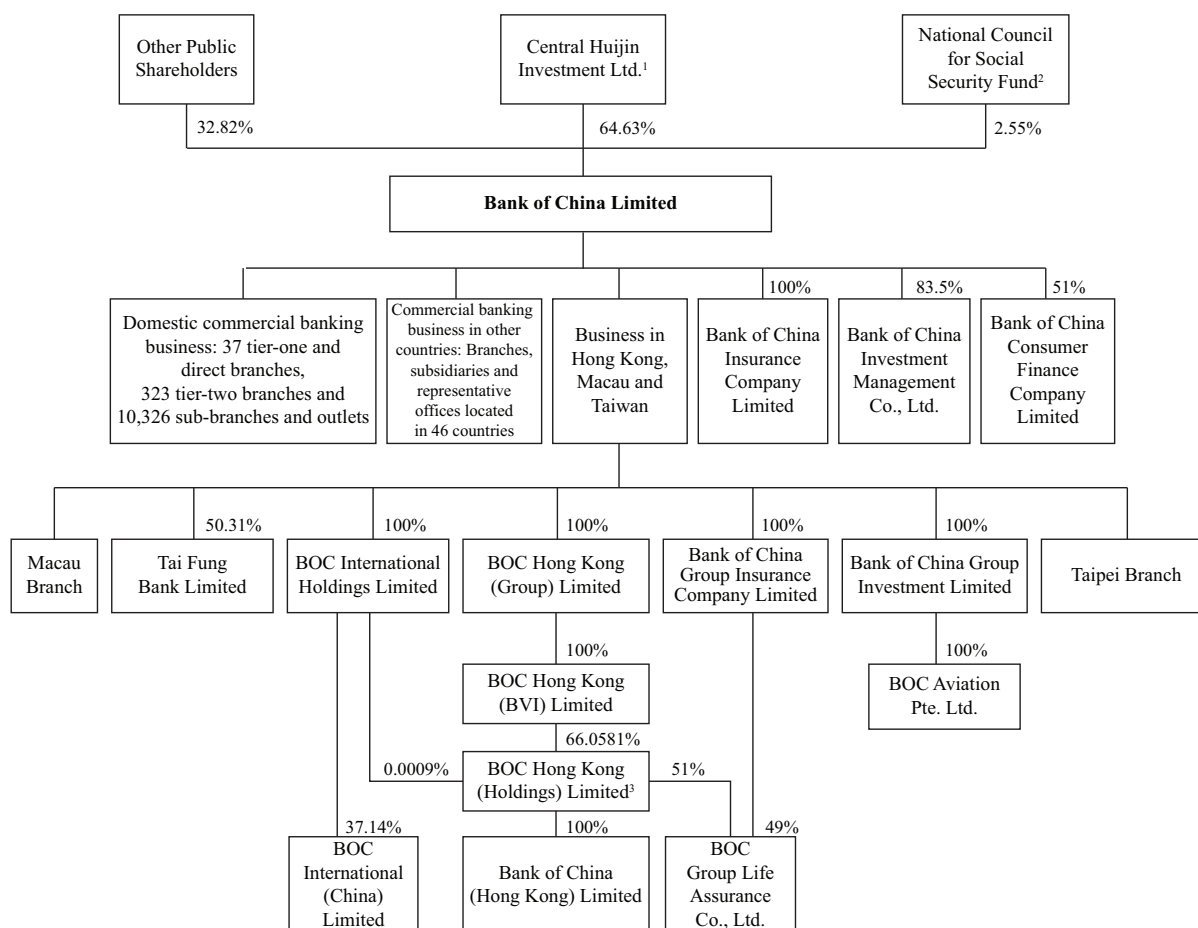 Other Public
Shareholders
Central Huijin
Investment Ltd.¹
National Council
for Social
Security Fund²
32.82%
64.63%
2.55%
Bank of China Limited
Domestic commercial banking
business: 37 tier-one and
direct branches,
323 tier-two branches and
10,326 sub-branches and outlets
Commercial banking
business in other
countries: Branches,
subsidiaries and
representative
offices located
in 46 countries
Business in
Hong Kong,
Macau and
Taiwan
100%
Bank of China
Insurance
Company
Limited
83.5%
Bank of China
Investment
Management
Co., Ltd.
51%
Bank of China
Consumer
Finance
Company
Limited
Macau
Branch
50.31%
Tai Fung
Bank Limited
100%
BOC International
Holdings Limited
100%
BOC Hong Kong
(Group) Limited
100%
Bank of China
Group Insurance
Company Limited
100%
Bank of China Group
Investment Limited
Taipei Branch
100%
BOC Hong Kong
(BVI) Limited
100%
BOC Aviation
Pte. Ltd.
66.0581%
0.0009%
BOC Hong Kong
(Holdings) Limited³
51%
37.14%
BOC
International
(China)
Limited
100%
Bank of China
(Hong Kong) Limited
49%
BOC
Group Life
Assurance
Co., Ltd.